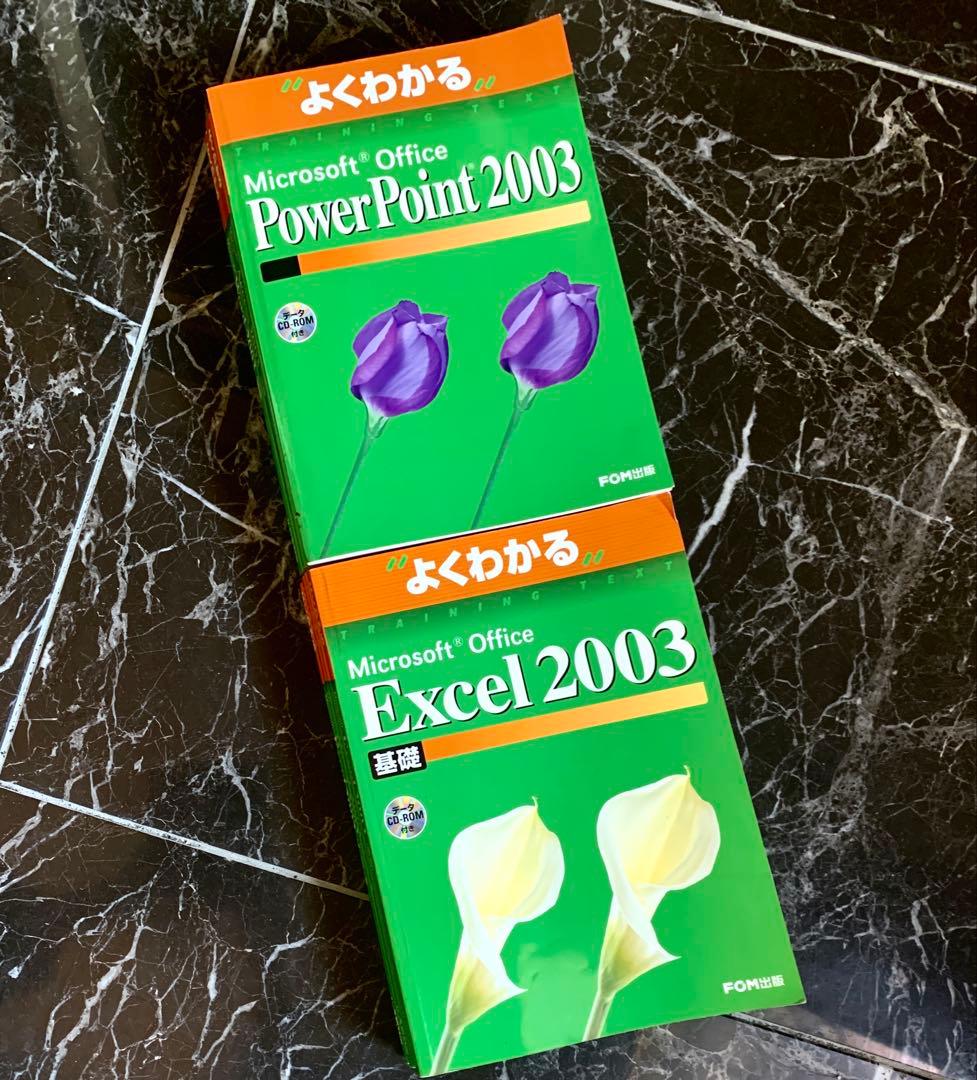 "よくわかる"
TRAINING TEXT
Microsoft® Office
PowerPoint® 2003
データ
CD-ROM
付き
FOM出版
"よくわかる"
TRAINING TEXT
Microsoft® Office
Excel 2003
基礎
データ
CD-ROM
付き
FOM出版